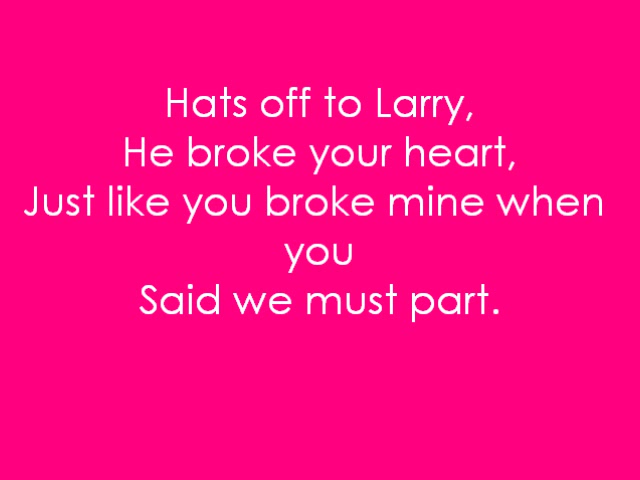 Hats off to Larry,
He broke your heart,
Just like you broke mine when
you
Said we must part.